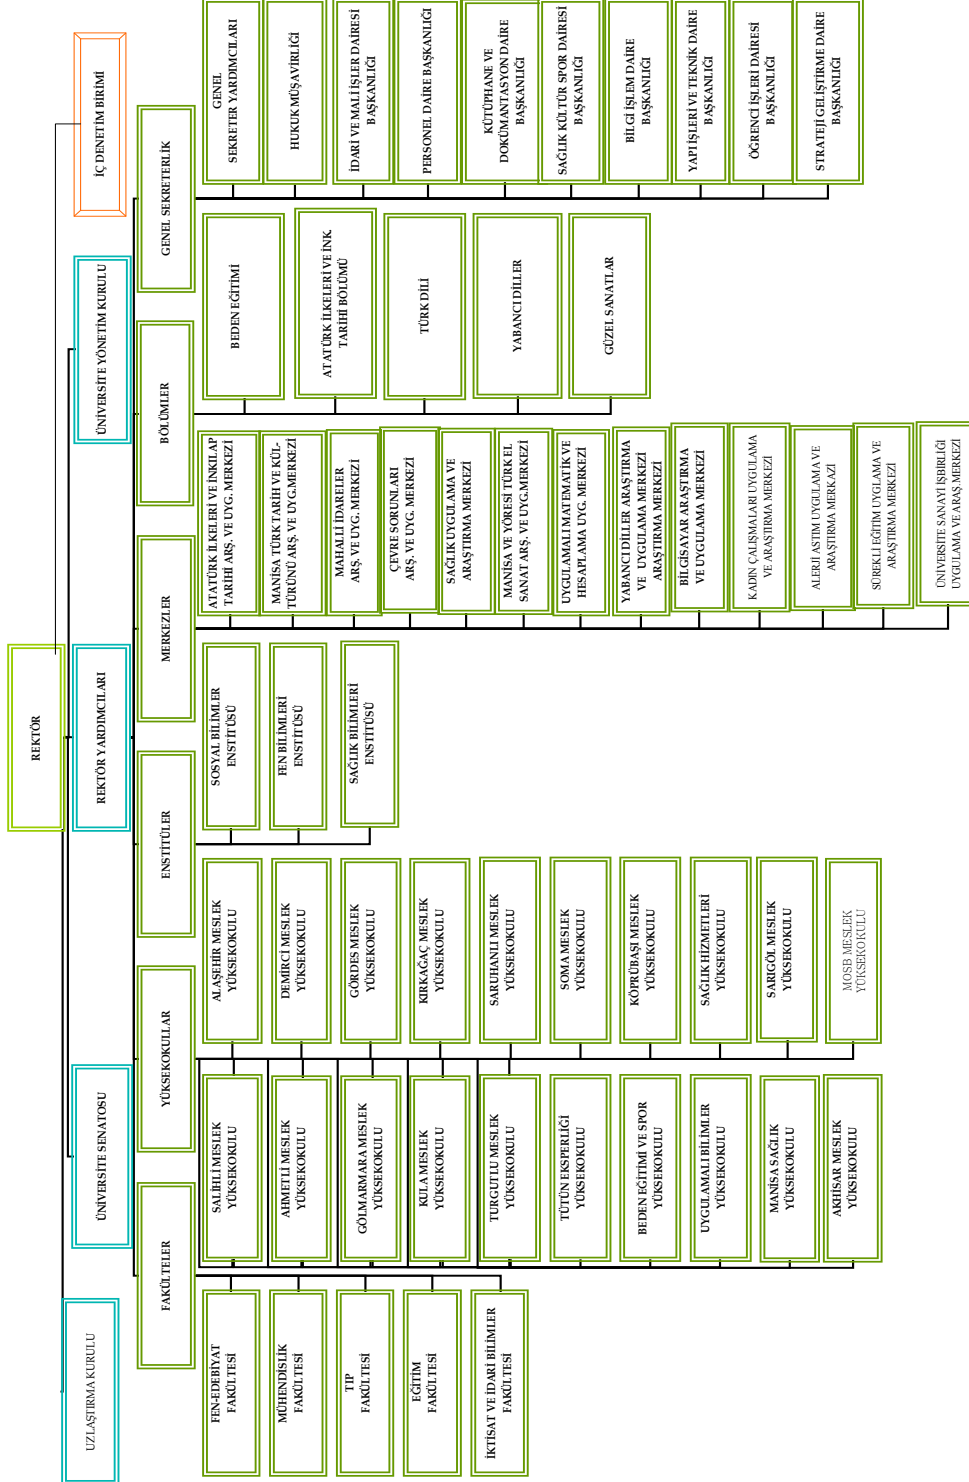 REKTÖR
İÇ DENETİM BİRİMİ
UZLAŞTIRMA KURULU
ÜNİVERSİTE SENATOSU
REKTÖR YARDIMCILARI
ÜNİVERSİTE YÖNETİM KURULU
FAKÜLTELER
YÜKSEKOKULLAR
ENSTİTÜLER
MERKEZLER
BÖLÜMLER
GENEL SEKRETERLİK
FEN-EDEBİYAT
FAKÜLTESİ
MÜHENDİSLİK
FAKÜLTESİ
TIP
FAKÜLTESİ
EĞİTİM
FAKÜLTESİ
İKTİSAT VE İDARİ BİLİMLER
FAKÜLTESİ
SALİHLİ MESLEK
YÜKSEKOKULU
AHMETLİ MESLEK
YÜKSEKOKULU
GÖLMARMARA MESLEK
YÜKSEKOKULU
KULA MESLEK
YÜKSEKOKULU
TURGUTLU MESLEK
YÜKSEKOKULU
TÜTÜN EKSPERLİĞİ
YÜKSEKOKULU
BEDEN EĞİTİMİ VE SPOR
YÜKSEKOKULU
UYGULAMALI BİLİMLER
YÜKSEKOKULU
MANİSA SAĞLIK
YÜKSEKOKULU
AKHİSAR MESLEK
YÜKSEKOKULU
ALAŞEHİR MESLEK
YÜKSEKOKULU
DEMİRCİ MESLEK
YÜKSEKOKULU
GÖRDES MESLEK
YÜKSEKOKULU
KIRKAĞAÇ MESLEK
YÜKSEKOKULU
SARUHANLI MESLEK
YÜKSEKOKULU
SOMA MESLEK
YÜKSEKOKULU
KÖPRÜBAŞI MESLEK
YÜKSEKOKULU
SAĞLIK HİZMETLERİ
YÜKSEKOKULU
SARIGÖL MESLEK
YÜKSEKOKULU
MOSB MESLEK
YÜKSEKOKULU
SOSYAL BİLİMLER
ENSTİTÜSÜ
FEN BİLİMLERİ
ENSTİTÜSÜ
SAĞLIK BİLİMLERİ
ENSTİTÜSÜ
ATATÜRK İLKELERİ VE İNKILAP
TARİHİ ARŞ. VE UYG. MERKEZİ
MANİSA TÜRK TARİH VE KÜL-
TÜRÜNÜ ARŞ. VE UYG.MERKEZİ
MAHALLİ İDARELER
ARŞ. VE UYG. MERKEZİ
ÇEVRE SORUNLARI
ARŞ. VE UYG. MERKEZİ
SAĞLIK UYGULAMA VE
ARAŞTIRMA MERKEZİ
MANİSA VE YÖRESİ TÜRK EL
SANAT ARŞ. VE UYG.MERKEZİ
UYGULAMALI MATEMATİK VE
HESAPLAMA UYG. MERKEZİ
YABANCI DİLLER ARAŞTIRMA
VE UYGULAMA MERKEZİ
ARAŞTIRMA MERKEZİ
BİLGİSAYAR ARAŞTIRMA
VE UYGULAMA MERKEZİ
KADIN ÇALIŞMALARI UYGULAMA
VE ARAŞTIRMA MERKEZİ
ALERJİ ASTIM UYGULAMA VE
ARAŞTIRMA MERK.AZİ
SÜREKLİ EĞİTİM UYGLAMA VE
ARAŞTIRMA MERKEZİ
ÜNİVERSİTE SANAYİ İŞBİRLİĞİ
UYGULAMA VE ARAŞ.MERKEZİ
BEDEN EĞİTİMİ
ATATÜRK İLKELERİ VE İNK.
TARİHİ BÖLÜMÜ
TÜRK DİLİ
YABANCI DİLLER
GÜZEL SANATLAR
GENEL
SEKRETER YARDIMCILARI
HUKUK MÜŞAVİRLİĞİ
İDARİ VE MALİ İŞLER DAİRESİ
BAŞKANLIĞI
PERSONEL DAİRE BAŞKANLIĞI
KÜTÜPHANE VE
DOKÜMANTASYON DAİRE
BAŞKANLIĞI
SAĞLIK KÜLTÜR SPOR DAİRESİ
BAŞKANLIĞI
BİLGİ İŞLEM DAİRE
BAŞKANLIĞI
YAPI İŞLERİ VE TEKNİK DAİRE
BAŞKANLIĞI
ÖĞRENCİ İŞLERİ DAİRESİ
BAŞKANLIĞI
STRATEJİ GELİŞTİRME DAİRE
BAŞKANLIĞI